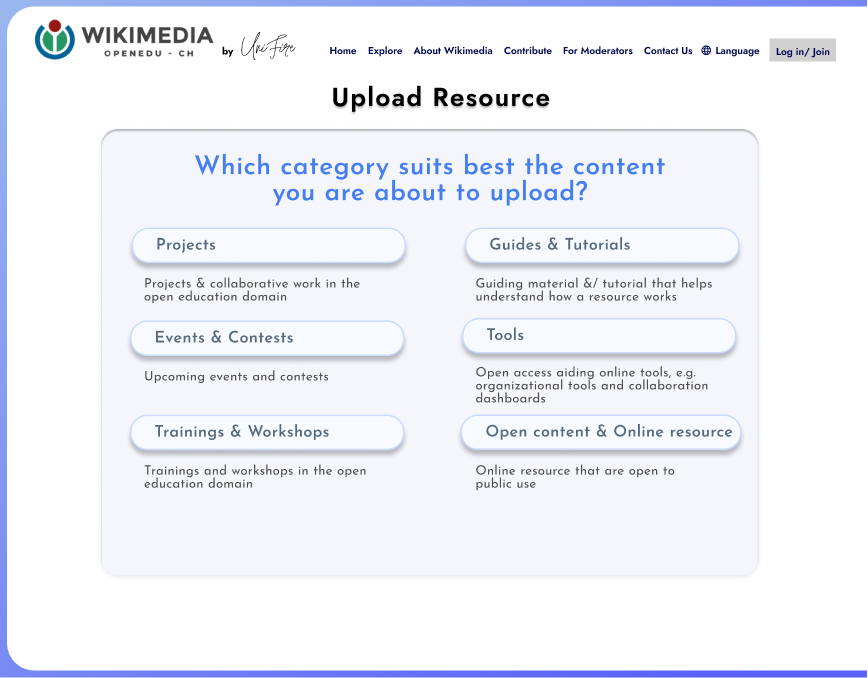 WIKIMEDIA
OPENEDU - CH
by UniFire
Home Explore About Wikimedia Contribute For Moderators Contact Us Language Log in/ Join
Upload Resource
Which category suits best the content
you are about to upload?
Projects
Projects & collaborative work in the
open education domain
Guides & Tutorials
Guiding material &/ tutorial that helps
understand how a resource works
Events & Contests
Upcoming events and contests
Tools
Open access aiding online tools, e.g.
organizational tools and collaboration
dashboards
Trainings & Workshops
Trainings and workshops in the open
education domain
Open content & Online resource
Online resource that are open to
public use